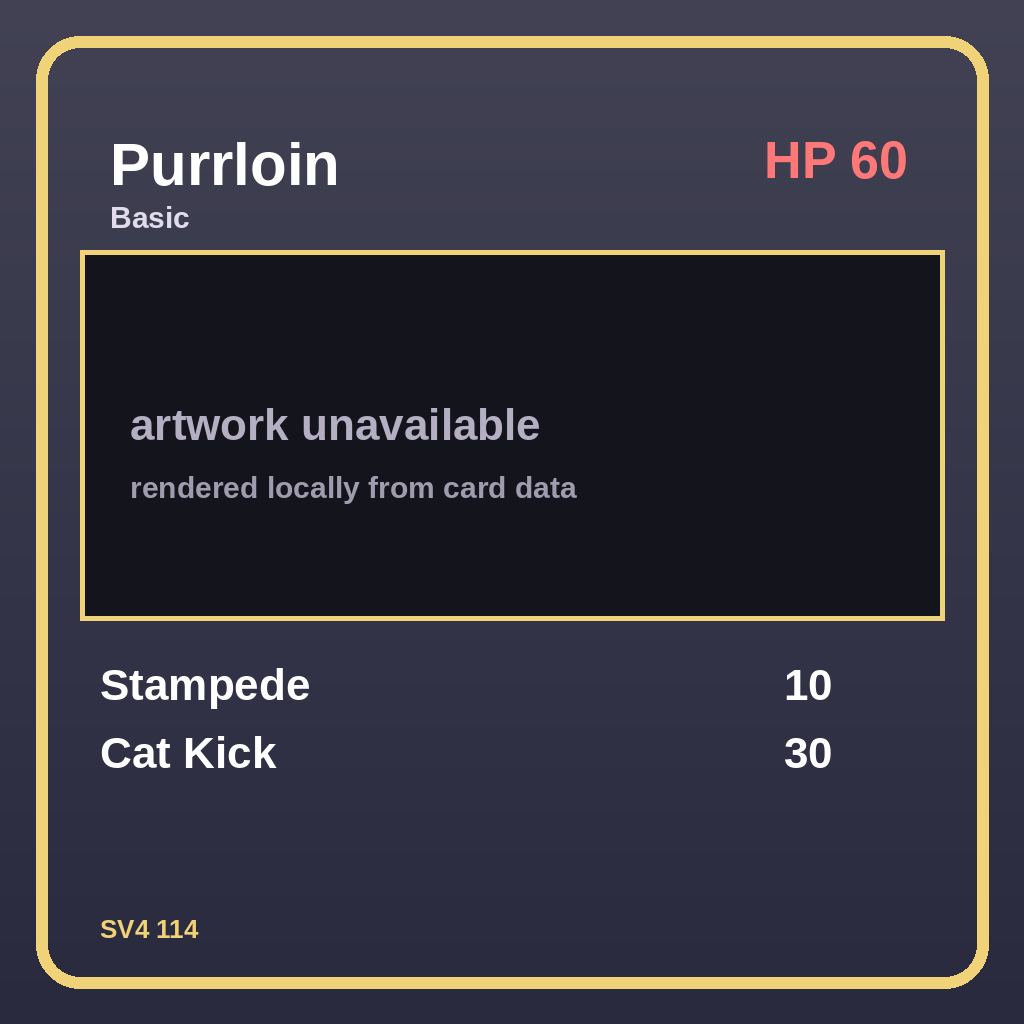 Purrloin
HP 60
Basic
artwork unavailable
rendered locally from card data
Stampede 10
Cat Kick 30
SV4 114